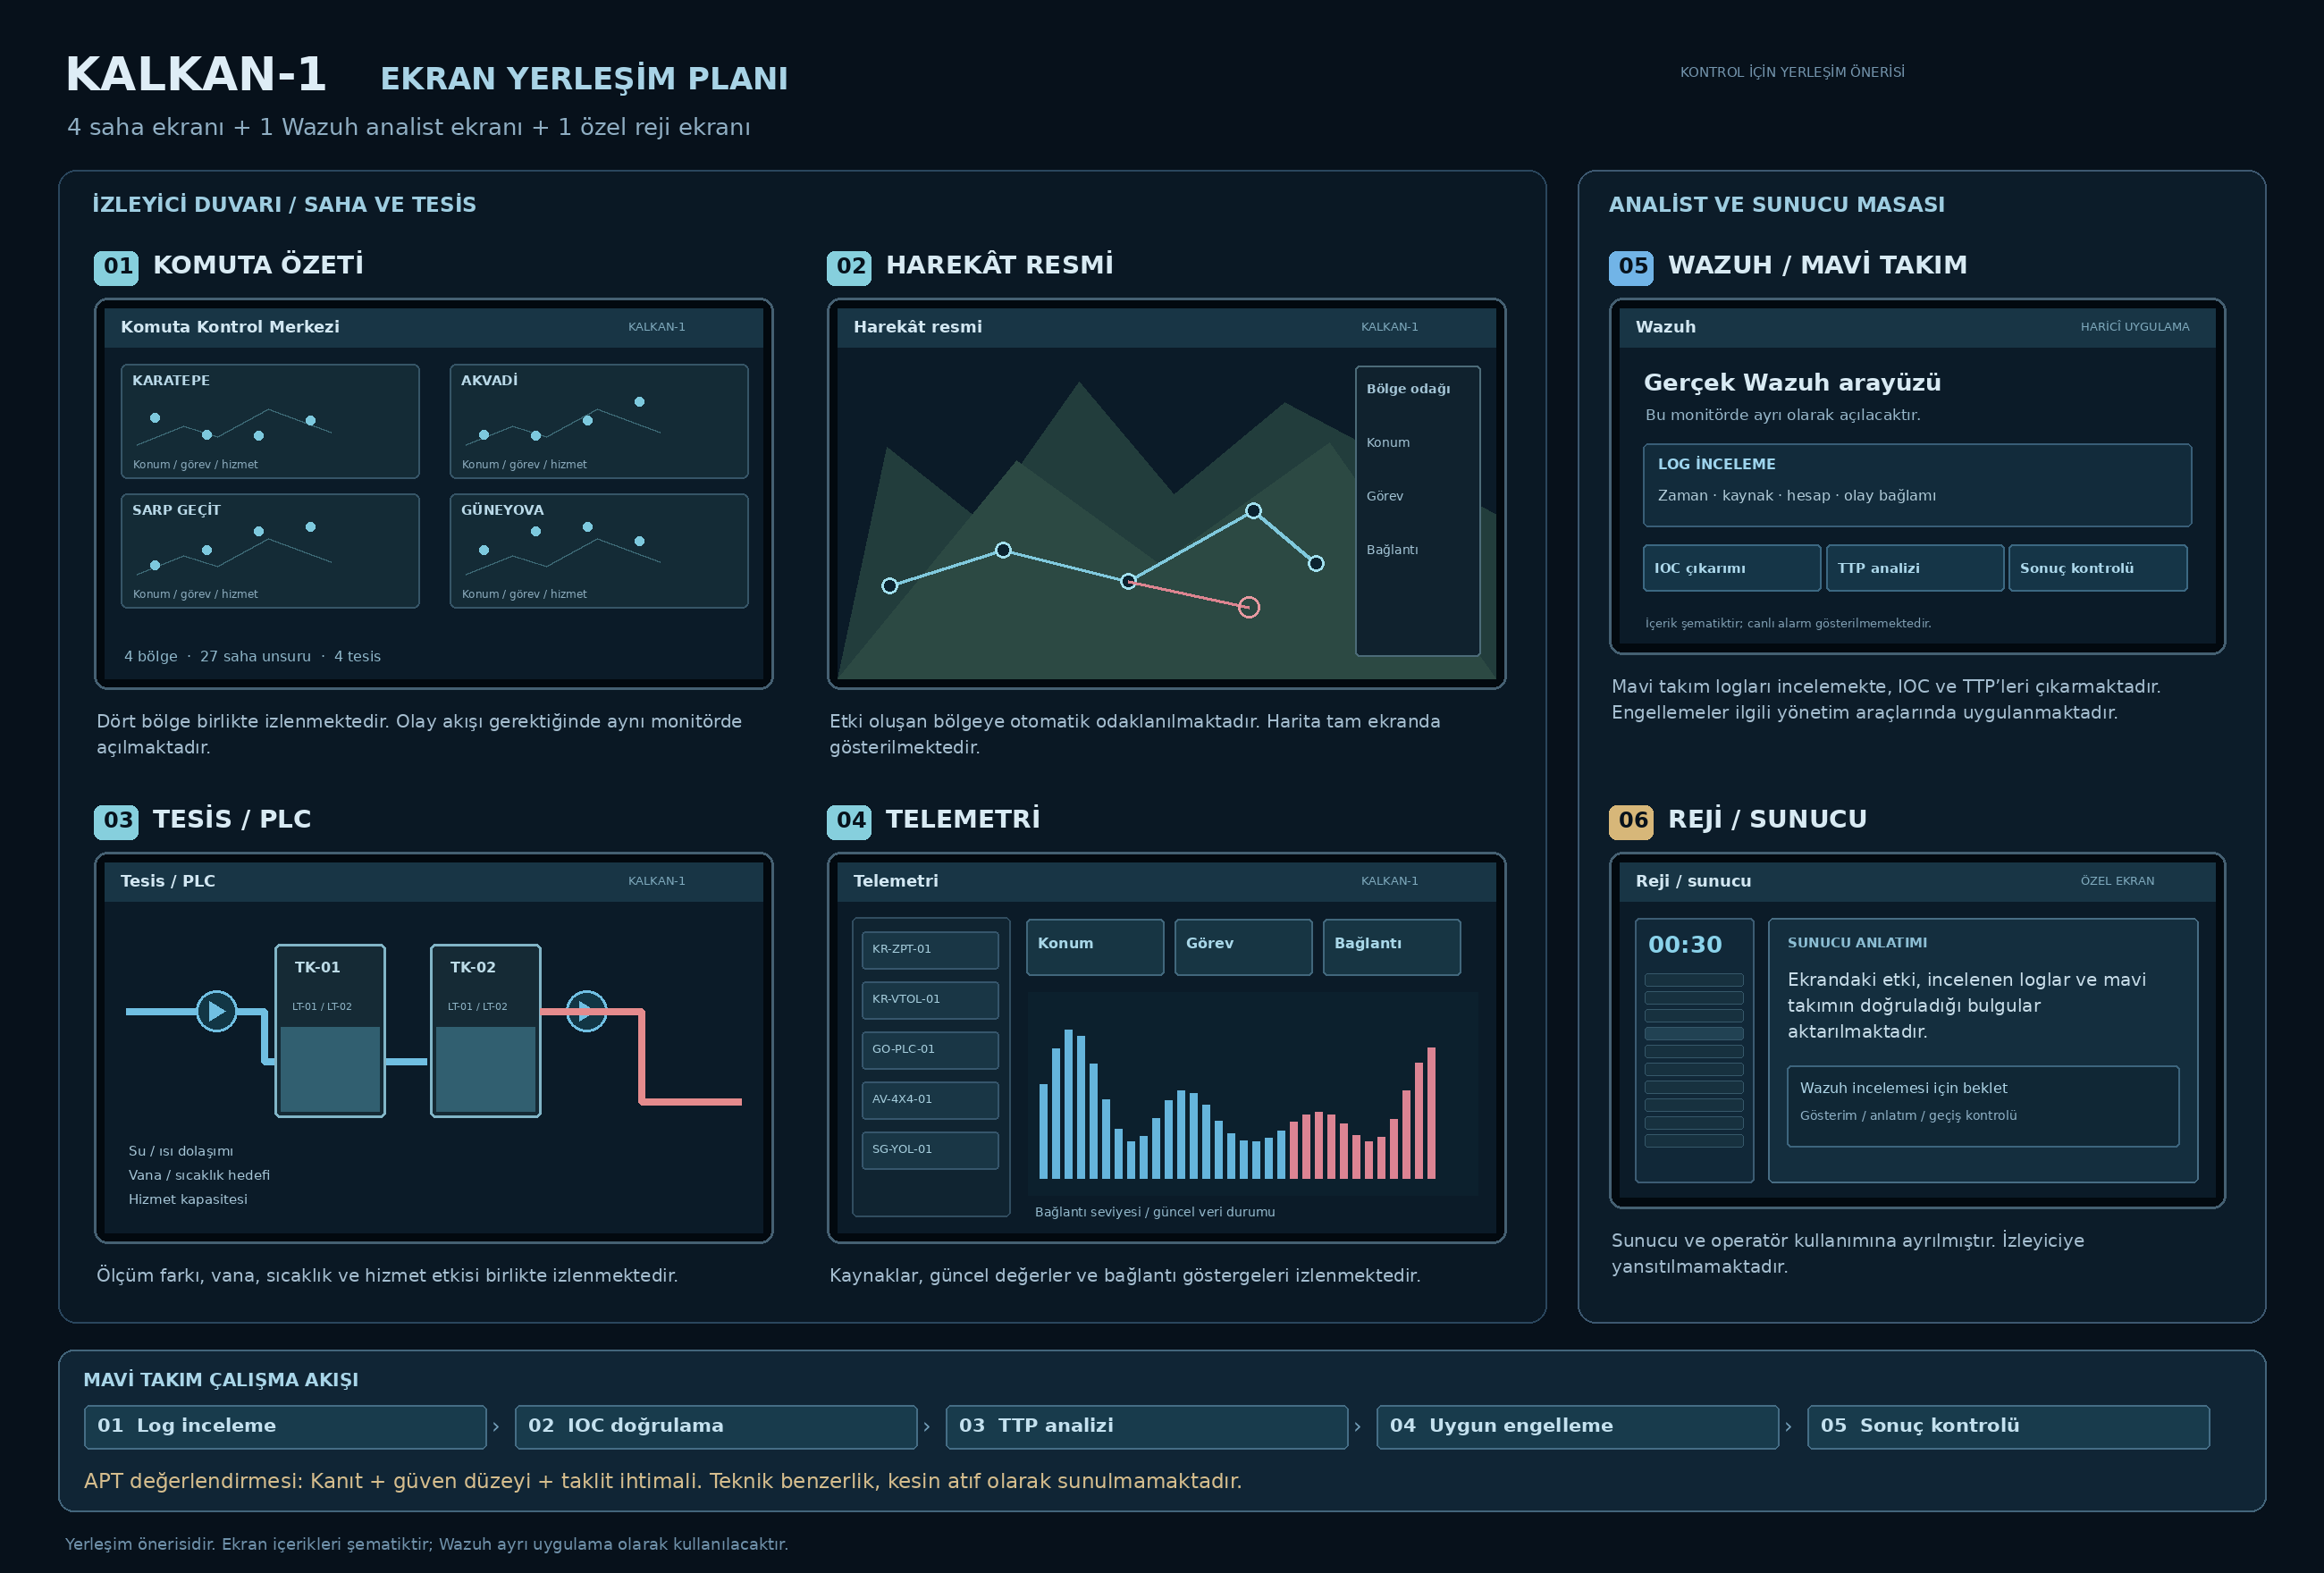 KALKAN-1 EKRAN YERLEŞİM PLANI
KONTROL İÇİN YERLEŞİM ÖNERİSİ
4 saha ekranı + 1 Wazuh analist ekranı + 1 özel reji ekranı
İZLEYİCİ DUVARI / SAHA VE TESİS
01 KOMUTA ÖZETİ
Komuta Kontrol Merkezi
KALKAN-1
KARATEPE
Konum / görev / hizmet
AKVADİ
Konum / görev / hizmet
SARP GEÇİT
Konum / görev / hizmet
GÜNEYOVA
Konum / görev / hizmet
4 bölge · 27 saha unsuru · 4 tesis
Dört bölge birlikte izlenmektedir. Olay akışı gerektiğinde aynı monitörde
açılmaktadır.
02 HAREKÂT RESMİ
Harekât resmi
KALKAN-1
Bölge odağı
Konum
Görev
Bağlantı
Etki oluşan bölgeye otomatik odaklanılmaktadır. Harita tam ekranda
gösterilmektedir.
03 TESİS / PLC
Tesis / PLC
KALKAN-1
TK-01
LT-01 / LT-02
TK-02
LT-01 / LT-02
Su / ısı dolaşımı
Vana / sıcaklık hedefi
Hizmet kapasitesi
Ölçüm farkı, vana, sıcaklık ve hizmet etkisi birlikte izlenmektedir.
04 TELEMETRİ
Telemetri
KALKAN-1
KR-ZPT-01
KR-VTOL-01
GO-PLC-01
AV-4X4-01
SG-YOL-01
Konum
Görev
Bağlantı
Bağlantı seviyesi / güncel veri durumu
Kaynaklar, güncel değerler ve bağlantı göstergeleri izlenmektedir.
ANALİST VE SUNUCU MASASI
05 WAZUH / MAVİ TAKIM
Wazuh
HARİCİ UYGULAMA
Gerçek Wazuh arayüzü
Bu monitörde ayrı olarak açılacaktır.
LOG İNCELEME
Zaman · kaynak · hesap · olay bağlamı
IOC çıkarımı
TTP analizi
Sonuç kontrolü
İçerik şematiktir; canlı alarm gösterilmemektedir.
Mavi takım logları incelemekte, IOC ve TTP’leri çıkarmaktadır.
Engellemeler ilgili yönetim araçlarında uygulanmaktadır.
06 REJİ / SUNUCU
Reji / sunucu
ÖZEL EKRAN
00:30
SUNUCU ANLATIMI
Ekrandaki etki, incelenen loglar ve mavi
takımın doğruladığı bulgular
aktarılmaktadır.
Wazuh incelemesi için beklet
Gösterim / anlatım / geçiş kontrolü
Sunucu ve operatör kullanımına ayrılmıştır. İzleyiciye
yansıtılmamaktadır.
MAVİ TAKIM ÇALIŞMA AKIŞI
01 Log inceleme › 02 IOC doğrulama › 03 TTP analizi › 04 Uygun engelleme › 05 Sonuç kontrolü
APT değerlendirmesi: Kanıt + güven düzeyi + taklit ihtimali. Teknik benzerlik, kesin atıf olarak sunulmamaktadır.
Yerleşim önerisidir. Ekran içerikleri şematiktir; Wazuh ayrı uygulama olarak kullanılacaktır.